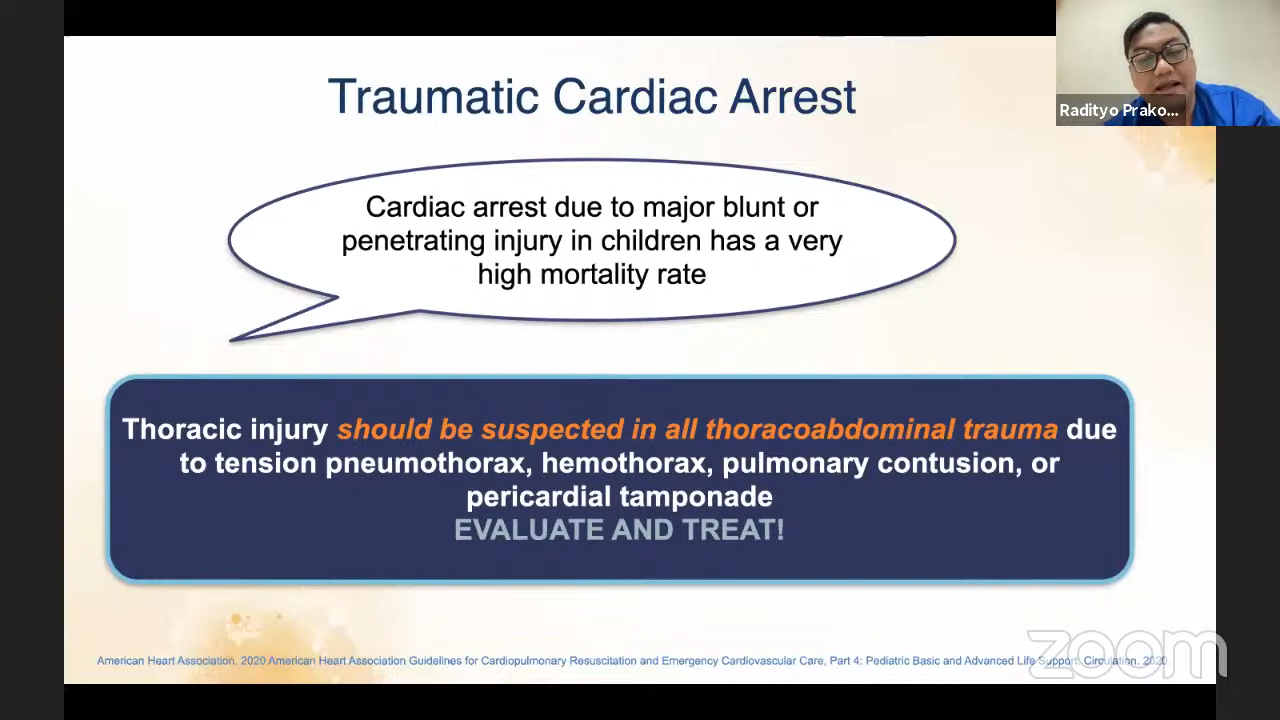 Traumatic Cardiac Arrest
Radityo Prako...
Cardiac arrest due to major blunt or
penetrating injury in children has a very
high mortality rate
Thoracic injury should be suspected in all thoracoabdominal trauma due
to tension pneumothorax, hemothorax, pulmonary contusion, or
pericardial tamponade
EVALUATE AND TREAT!
American Heart Association. 2020 American Heart Association Guidelines for Cardiopulmonary Resuscitation and Emergency Cardiovascular Care, Part 4: Pediatric Basic and Advanced Life Support. Circulation. 2020.
zoom